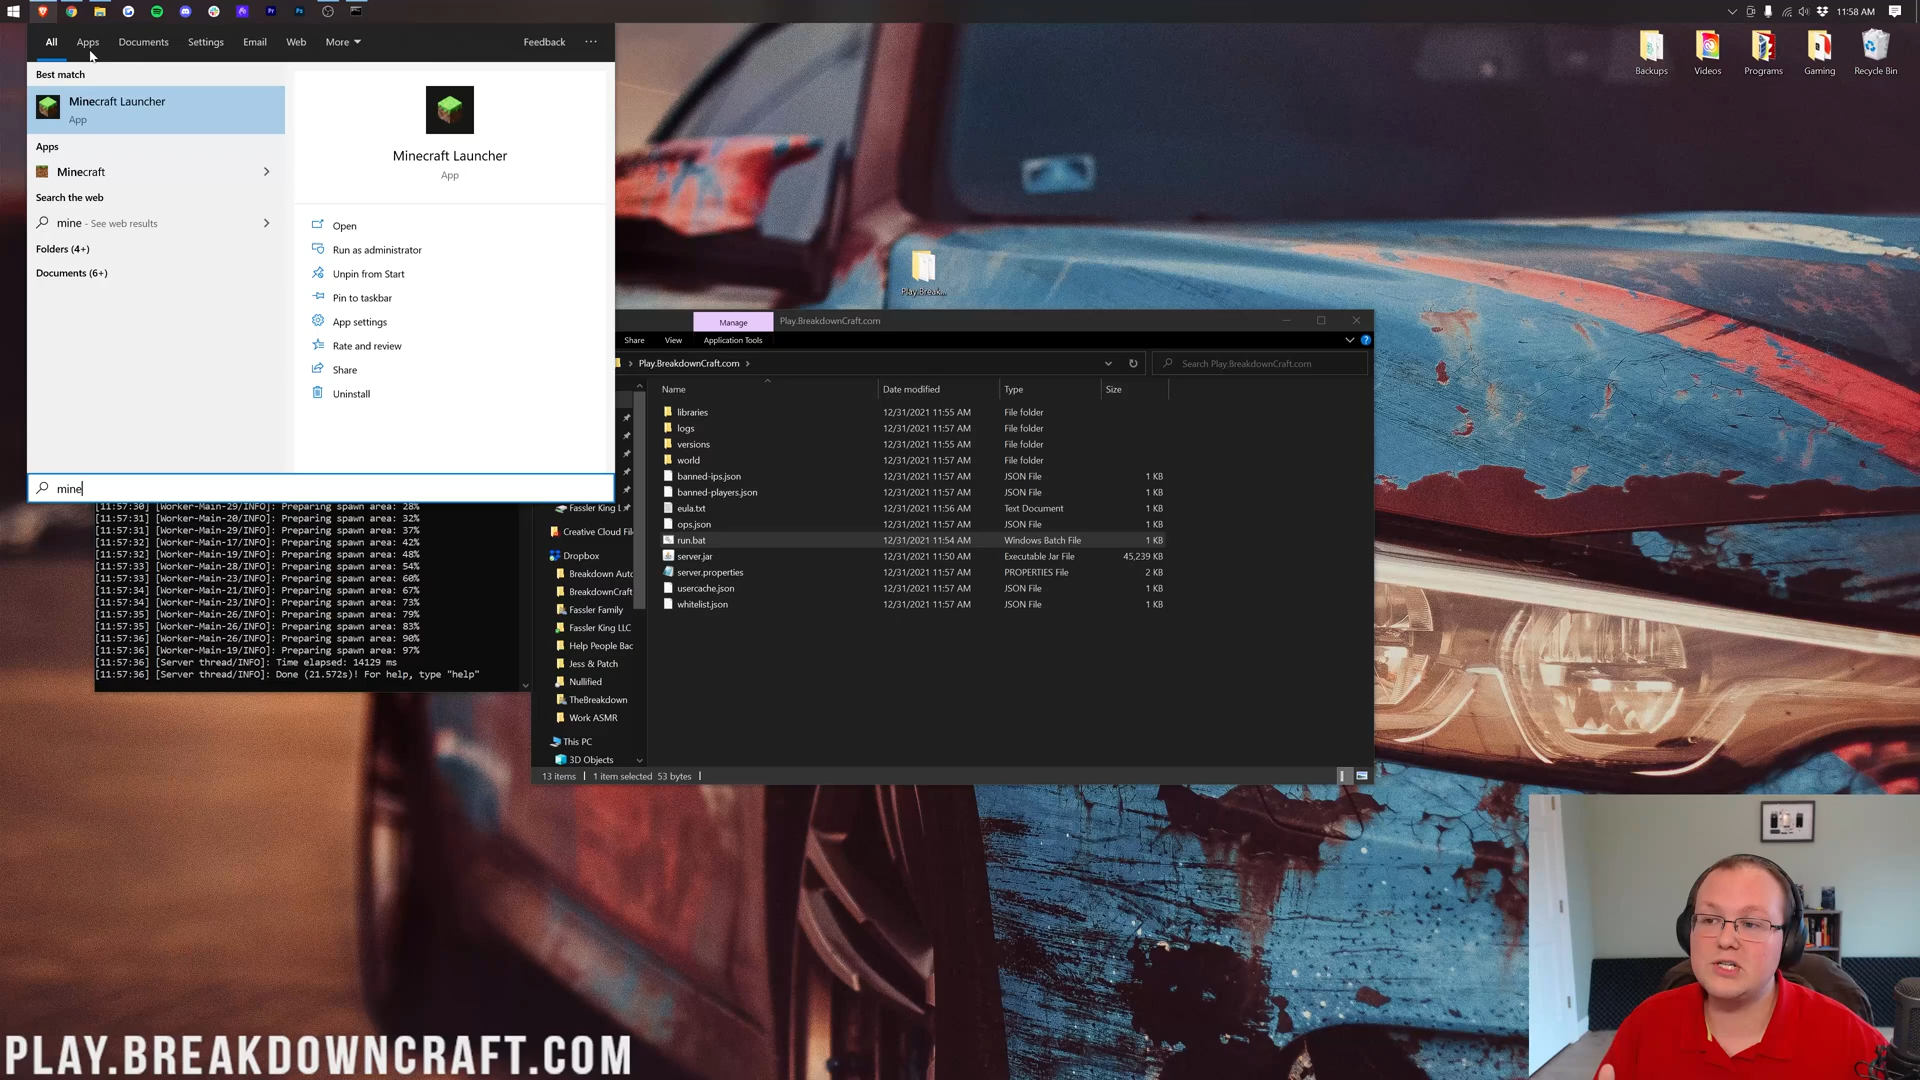 11:58 AM
All Apps Documents Settings Email Web More Feedback ...
Best match
Minecraft Launcher
App
Apps
Minecraft
Search the web
mine - See web results
Folders (4+)
Documents (6+)
mine
Minecraft Launcher
App
Open
Run as administrator
Unpin from Start
Pin to taskbar
App settings
Rate and review
Share
Uninstall
Backups Videos Programs Gaming Recycle Bin
Play.Break...
[11:57:30] [Worker-Main-29/INFO]: Preparing spawn area: 28%
[11:57:31] [Worker-Main-20/INFO]: Preparing spawn area: 32%
[11:57:31] [Worker-Main-29/INFO]: Preparing spawn area: 37%
[11:57:32] [Worker-Main-17/INFO]: Preparing spawn area: 42%
[11:57:32] [Worker-Main-19/INFO]: Preparing spawn area: 48%
[11:57:33] [Worker-Main-28/INFO]: Preparing spawn area: 54%
[11:57:33] [Worker-Main-23/INFO]: Preparing spawn area: 60%
[11:57:34] [Worker-Main-21/INFO]: Preparing spawn area: 67%
[11:57:34] [Worker-Main-23/INFO]: Preparing spawn area: 73%
[11:57:35] [Worker-Main-26/INFO]: Preparing spawn area: 79%
[11:57:35] [Worker-Main-26/INFO]: Preparing spawn area: 83%
[11:57:36] [Worker-Main-26/INFO]: Preparing spawn area: 90%
[11:57:36] [Worker-Main-19/INFO]: Preparing spawn area: 97%
[11:57:36] [Server thread/INFO]: Time elapsed: 14129 ms
[11:57:36] [Server thread/INFO]: Done (21.572s)! For help, type "help"
Manage Play.BreakdownCraft.com
Share View Application Tools
Play.BreakdownCraft.com
Search Play.BreakdownCraft.com
Fassler King L
Creative Cloud Fil
Dropbox
Breakdown Auto
BreakdownCraft
Fassler Family
Fassler King LLC
Help People Bac
Jess & Patch
Nullified
TheBreakdown
Work ASMR
This PC
3D Objects
Name Date modified Type Size
libraries 12/31/2021 11:55 AM File folder
logs 12/31/2021 11:57 AM File folder
versions 12/31/2021 11:55 AM File folder
world 12/31/2021 11:57 AM File folder
banned-ips.json 12/31/2021 11:57 AM JSON File 1 KB
banned-players.json 12/31/2021 11:57 AM JSON File 1 KB
eula.txt 12/31/2021 11:56 AM Text Document 1 KB
ops.json 12/31/2021 11:57 AM JSON File 1 KB
run.bat 12/31/2021 11:54 AM Windows Batch File 1 KB
server.jar 12/31/2021 11:50 AM Executable Jar File 45,239 KB
server.properties 12/31/2021 11:57 AM PROPERTIES File 2 KB
usercache.json 12/31/2021 11:57 AM JSON File 1 KB
whitelist.json 12/31/2021 11:57 AM JSON File 1 KB
13 items 1 item selected 53 bytes
PLAY.BREAKDOWNCRAFT.COM